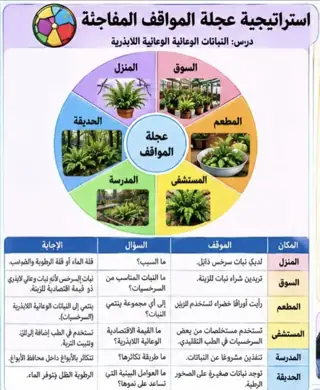 استراتيجية عجلة المواقف المفاجئة
درس: النباتات الوعائية الوعائية اللابذرية
المنزل
السوق
الحديقة
المطعم
عجلة
المواقف
المدرسة
المستشفى
المكان
الموقف
السؤال
الإجابة
المنزل
لديكِ نبات سرخس ذابل.
ما السبب؟
قلة الماء أو قلة الرطوبة والضوء
السوق
تريدين شراء نبات للزينة.
ما النبات المناسب من
السرخسيات؟
نبات السرخس لأنه نبات وعائي لابذري
ذو قيمة اقتصادية للزينة.
المطعم
رأيت أوراقًا خضراء تستخدم للتزيين
إلى أي مجموعة ينتمي
النبات؟
ينتمي إلى النباتات الوعائية اللابذرية
(السرخسيات).
المستشفى
تستخدم مستخلصات من بعض
السرخسيات في الطب التقليدي.
ما القيمة الاقتصادية
للنباتات الوعائية اللابذرية؟
تستخدم في الطب إضافة إلى
وتثبيت التربة.
المدرسة
تنفذين مشروعًا عن النباتات.
ما طريقة تكاثرها؟
تتكاثر بالأبواغ داخل محافظ الأبواغ.
الحديقة
توجد نباتات صغيرة على الصخور
الرطبة.
ما العوامل البيئية التي
تساعد على نموها؟
الرطوبة الظل وتوفر الماء.